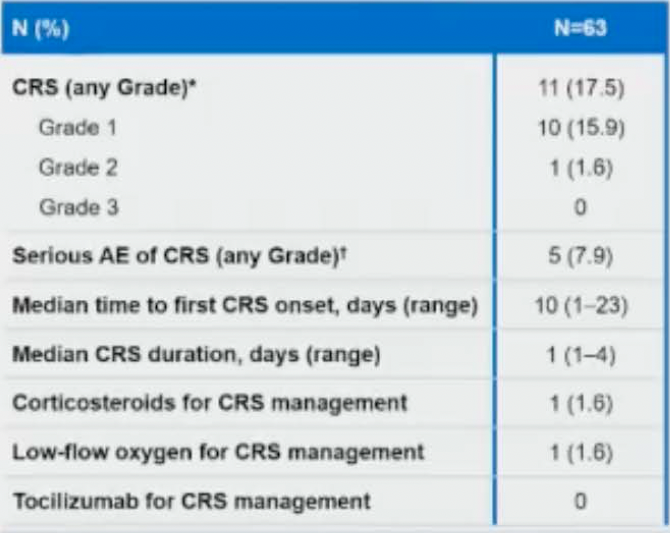 N (%) N=63
CRS (any Grade)* 11 (17.5)
Grade 1 10 (15.9)
Grade 2 1 (1.6)
Grade 3 0
Serious AE of CRS (any Grade)† 5 (7.9)
Median time to first CRS onset, days (range) 10 (1–23)
Median CRS duration, days (range) 1 (1–4)
Corticosteroids for CRS management 1 (1.6)
Low-flow oxygen for CRS management 1 (1.6)
Tocilizumab for CRS management 0